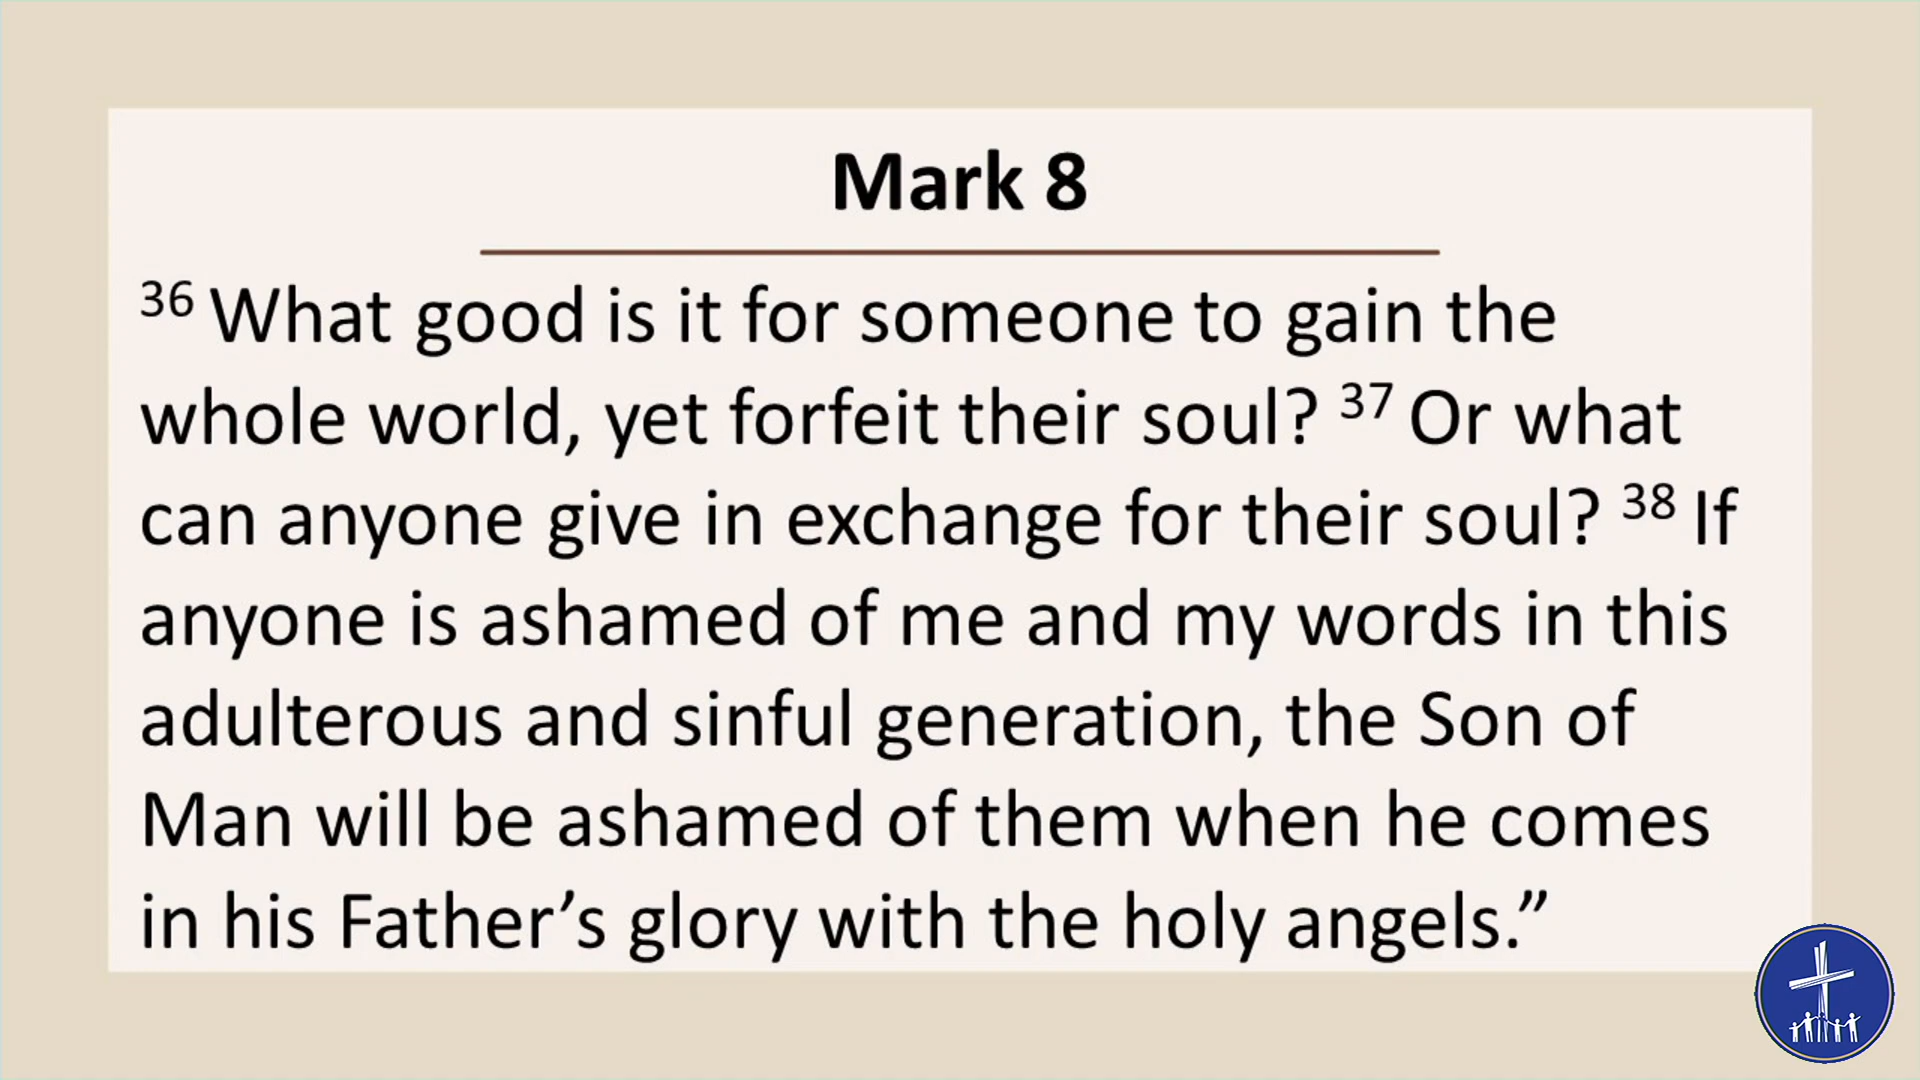 Mark 8
36 What good is it for someone to gain the
whole world, yet forfeit their soul? 37 Or what
can anyone give in exchange for their soul? 38 If
anyone is ashamed of me and my words in this
adulterous and sinful generation, the Son of
Man will be ashamed of them when he comes
in his Father’s glory with the holy angels.”